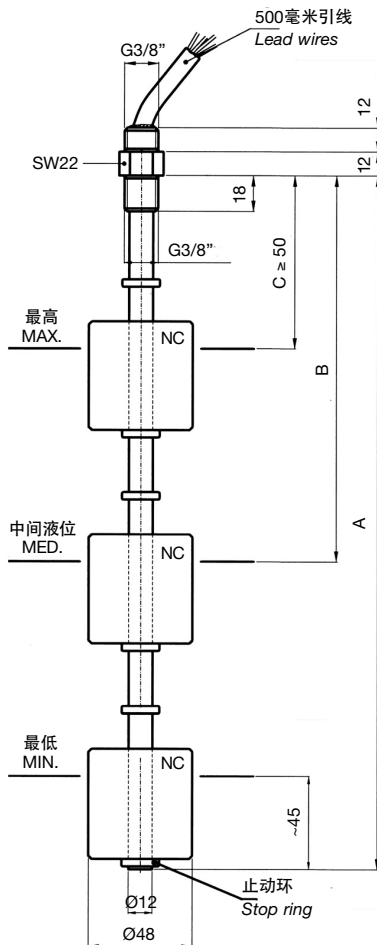 500毫米引线
Lead wires
G3/8”
12
SW22
12
18
G3/8”
C ≥ 50
最高
MAX.
NC
B
A
中间液位
MED.
NC
最低
MIN.
NC
~45
止动环
Stop ring
Ø12
Ø48